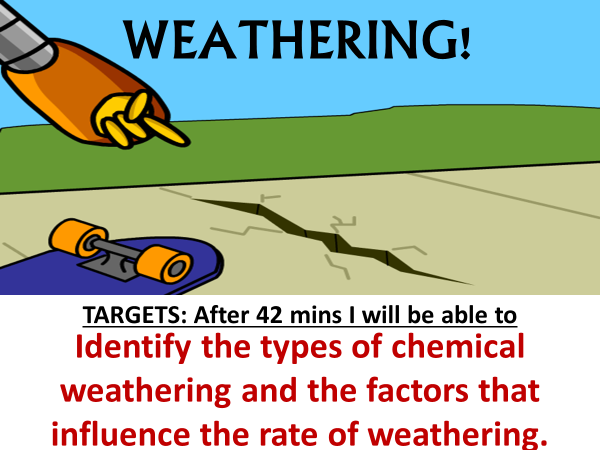 WEATHERING!
TARGETS: After 42 mins I will be able to
Identify the types of chemical
weathering and the factors that
influence the rate of weathering.